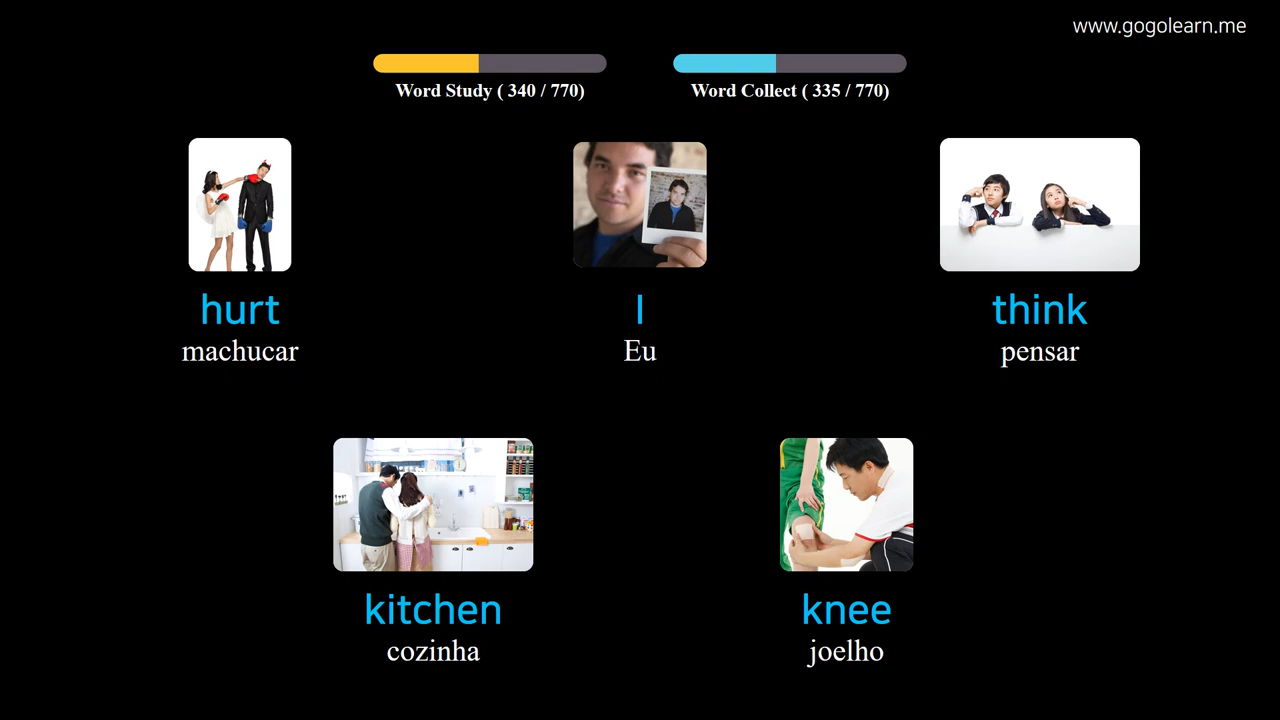 www.gogolearn.me
Word Study ( 340 / 770)
Word Collect ( 335 / 770)
hurt
machucar
I
Eu
think
pensar
kitchen
cozinha
knee
joelho